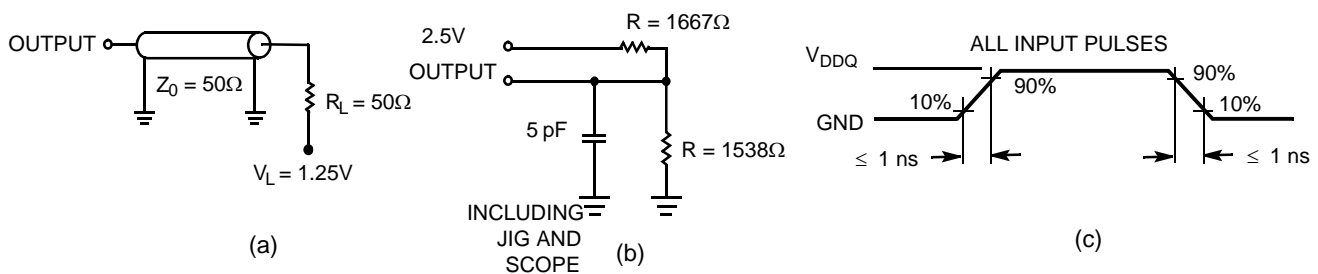 OUTPUT
Z0 = 50Ω
RL = 50Ω
VL = 1.25V
(a)
R = 1667Ω
2.5V
OUTPUT
5 pF
R = 1538Ω
INCLUDING
JIG AND
SCOPE
(b)
ALL INPUT PULSES
VDDQ
GND
10%
90%
90%
10%
≤ 1 ns
≤ 1 ns
(c)